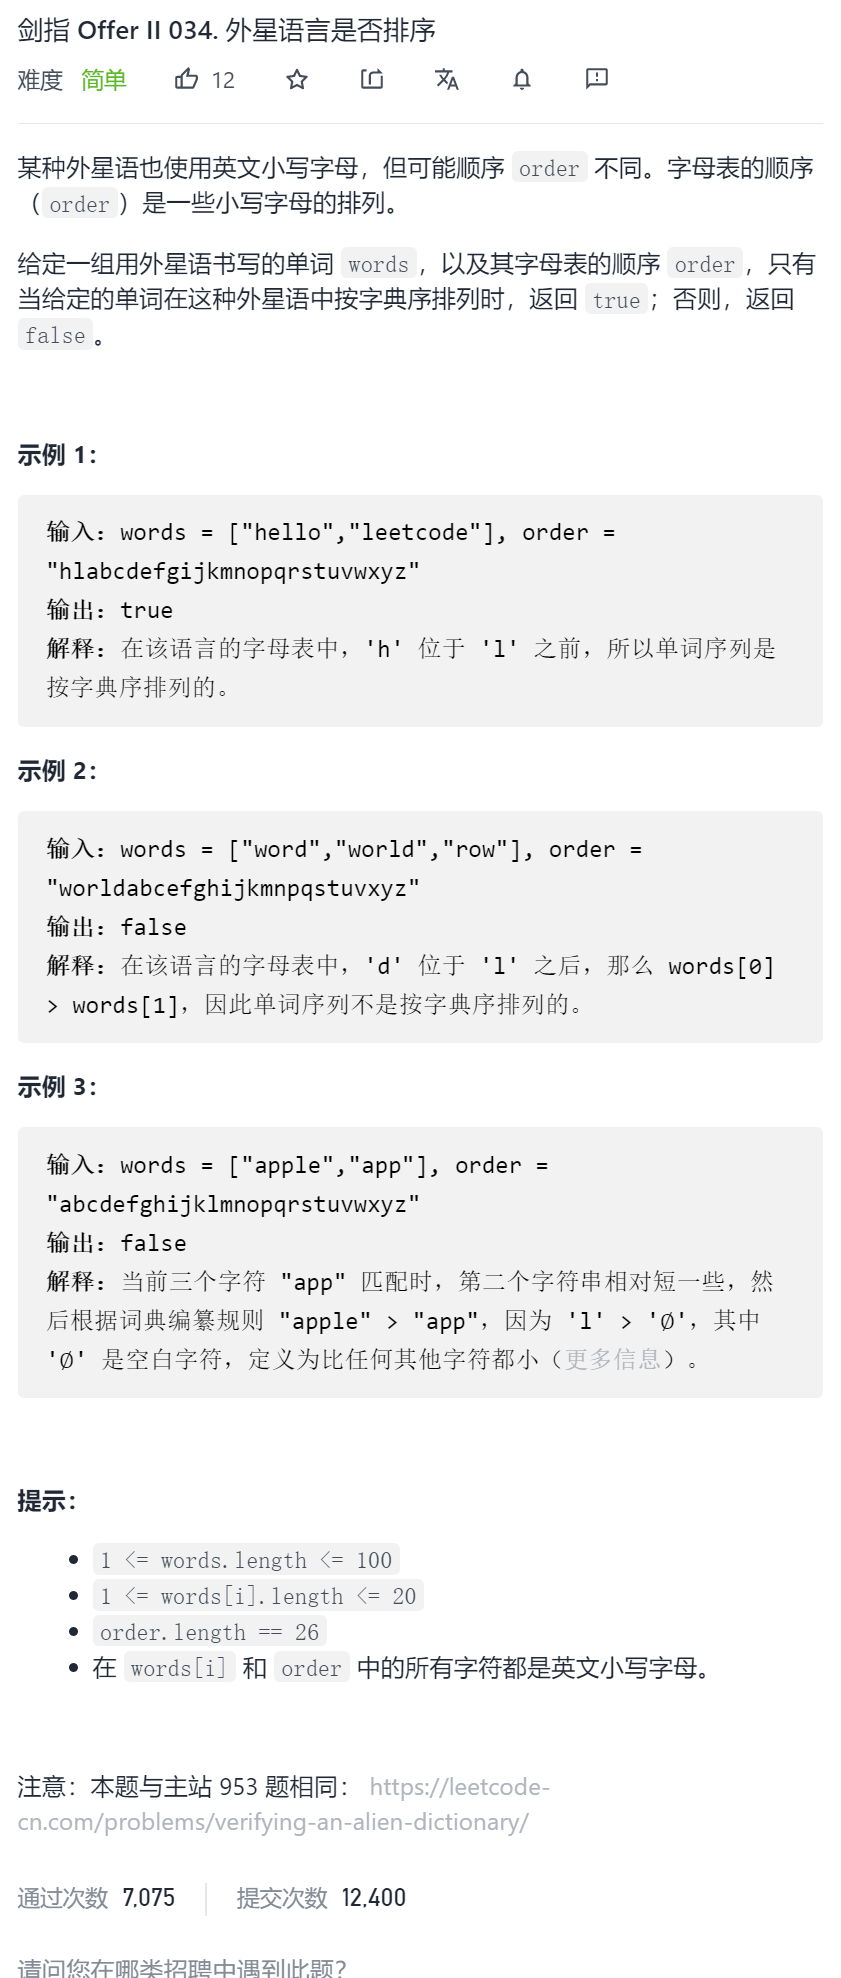 剑指 Offer II 034. 外星语言是否排序
难度 简单 12
某种外星语也使用英文小写字母，但可能顺序 order 不同。字母表的顺序
（order）是一些小写字母的排列。
给定一组用外星语书写的单词 words，以及其字母表的顺序 order，只有
当给定的单词在这种外星语中按字典序排列时，返回 true；否则，返回
false。
示例 1：
输入：words = ["hello","leetcode"], order =
"hlabcdefgijkmnopqrstuvwxyz"
输出：true
解释：在该语言的字母表中，'h' 位于 'l' 之前，所以单词序列是
按字典序排列的。
示例 2：
输入：words = ["word","world","row"], order =
"worldabcefghijkmnpqstuvxyz"
输出：false
解释：在该语言的字母表中，'d' 位于 'l' 之后，那么 words[0]
> words[1]，因此单词序列不是按字典序排列的。
示例 3：
输入：words = ["apple","app"], order =
"abcdefghijklmnopqrstuvwxyz"
输出：false
解释：当前三个字符 "app" 匹配时，第二个字符串相对短一些，然
后根据词典编纂规则 "apple" > "app"，因为 'l' > '∅'，其中
'∅' 是空白字符，定义为比任何其他字符都小（更多信息）。
提示：
1 <= words.length <= 100
1 <= words[i].length <= 20
order.length == 26
在 words[i] 和 order 中的所有字符都是英文小写字母。
注意：本题与主站 953 题相同： https://leetcode-
cn.com/problems/verifying-an-alien-dictionary/
通过次数 7,075 提交次数 12,400
请问您在哪类招聘中遇到此题？